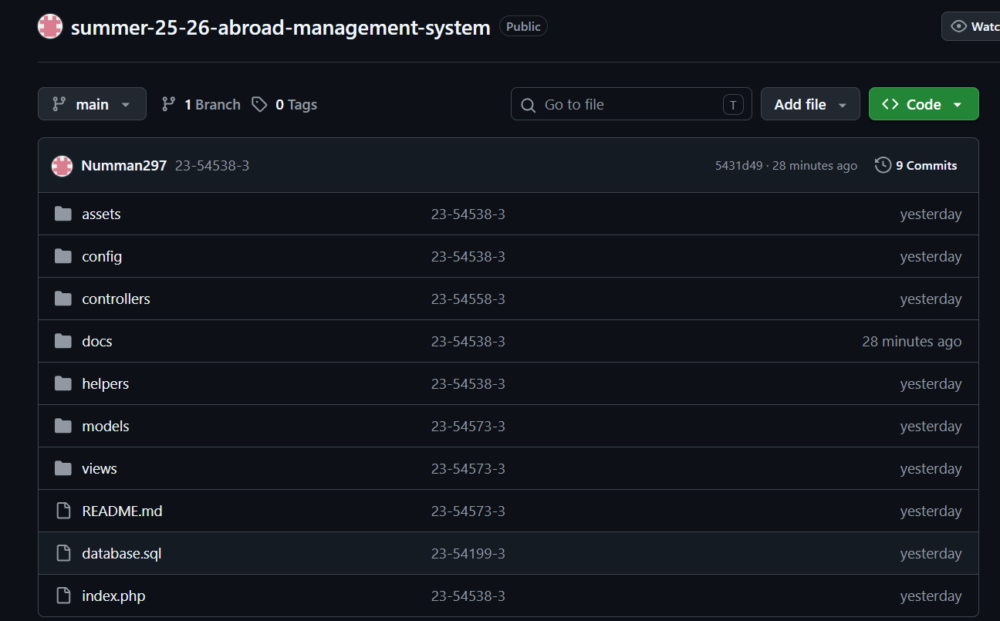 summer-25-26-abroad-management-system Public Watc
main 1 Branch 0 Tags Go to file T Add file Code
Numman297 23-54538-3 5431d49 · 28 minutes ago 9 Commits
assets 23-54538-3 yesterday
config 23-54538-3 yesterday
controllers 23-54558-3 yesterday
docs 23-54538-3 28 minutes ago
helpers 23-54538-3 yesterday
models 23-54573-3 yesterday
views 23-54573-3 yesterday
README.md 23-54573-3 yesterday
database.sql 23-54199-3 yesterday
index.php 23-54538-3 yesterday